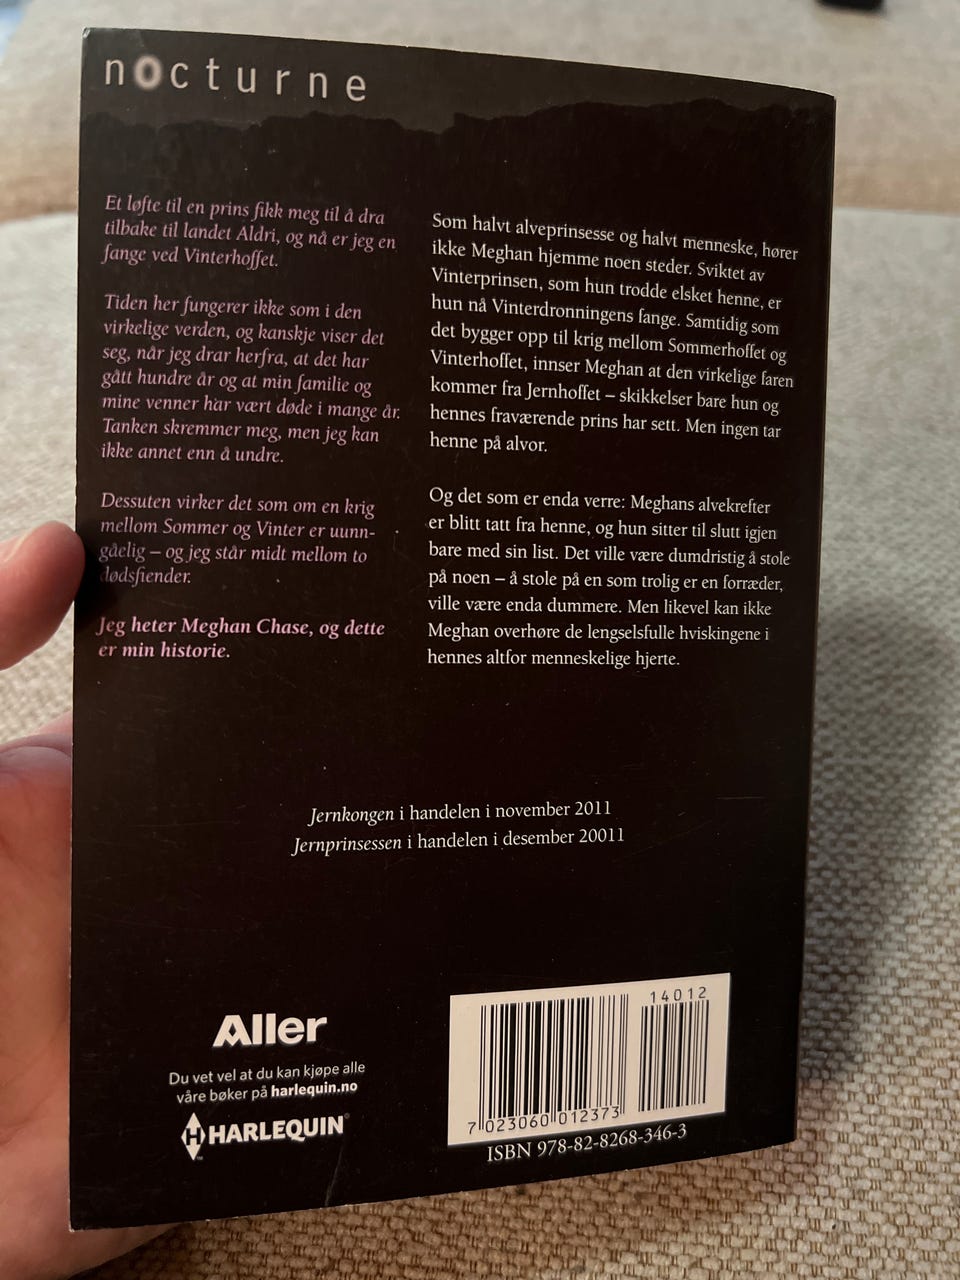 nocturne
Et løfte til en prins fikk meg til å dra
tilbake til landet Aldri, og nå er jeg en
fange ved Vinterhoffet.
Tiden her fungerer ikke som i den
virkelige verden, og kanskje viser det
seg, når jeg drar herfra, at det har
gått hundre år og at min familie og
mine venner har vært døde i mange år.
Tanken skremmer meg, men jeg kan
ikke annet enn å undre.
Dessuten virker det som om en krig
mellom Sommer og Vinter er uunn-
gåelig – og jeg står midt mellom to
dødsfiender.
Jeg heter Meghan Chase, og dette
er min historie.
Som halvt alveprinsesse og halvt menneske, hører
ikke Meghan hjemme noen steder. Sviktet av
Vinterprinsen, som hun trodde elsket henne, er
hun nå Vinterdronningens fange. Samtidig som
det bygger opp til krig mellom Sommerhoffet og
Vinterhoffet, innser Meghan at den virkelige faren
kommer fra Jernhoffet – skikkelser bare hun og
hennes fraværende prins har sett. Men ingen tar
henne på alvor.
Og det som er enda verre: Meghans alvekrefter
er blitt tatt fra henne, og hun sitter til slutt igjen
bare med sin list. Det ville være dumdristig å stole
på noen – å stole på en som trolig er en forræder,
ville være enda dummere. Men likevel kan ikke
Meghan overhøre de lengselsfulle hviskingene i
hennes altfor menneskelige hjerte.
Jernkongen i handelen i november 2011
Jernprinsessen i handelen i desember 20011
Aller
Du vet vel at du kan kjøpe alle
våre bøker på harlequin.no
H HARLEQUIN®
™
14012
7 023060 012373
ISBN 978-82-8268-346-3